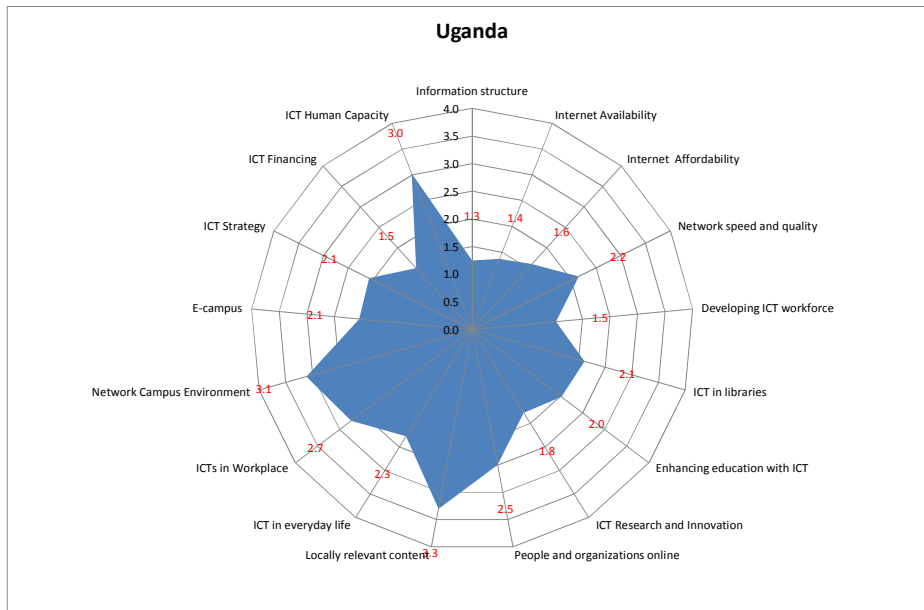 Uganda
Information structure
Internet Availability
Internet Affordability
Network speed and quality
Developing ICT workforce
ICT in libraries
Enhancing education with ICT
ICT Research and Innovation
People and organizations online
Locally relevant content
ICT in everyday life
ICTs in Workplace
Network Campus Environment
E-campus
ICT Strategy
ICT Financing
ICT Human Capacity
4.0
3.5
3.0
2.5
2.0
1.5
1.0
0.5
0.0
1.3
1.4
1.6
2.2
1.5
2.1
2.0
1.8
2.5
3.3
2.3
2.7
3.1
2.1
2.1
1.5
3.0